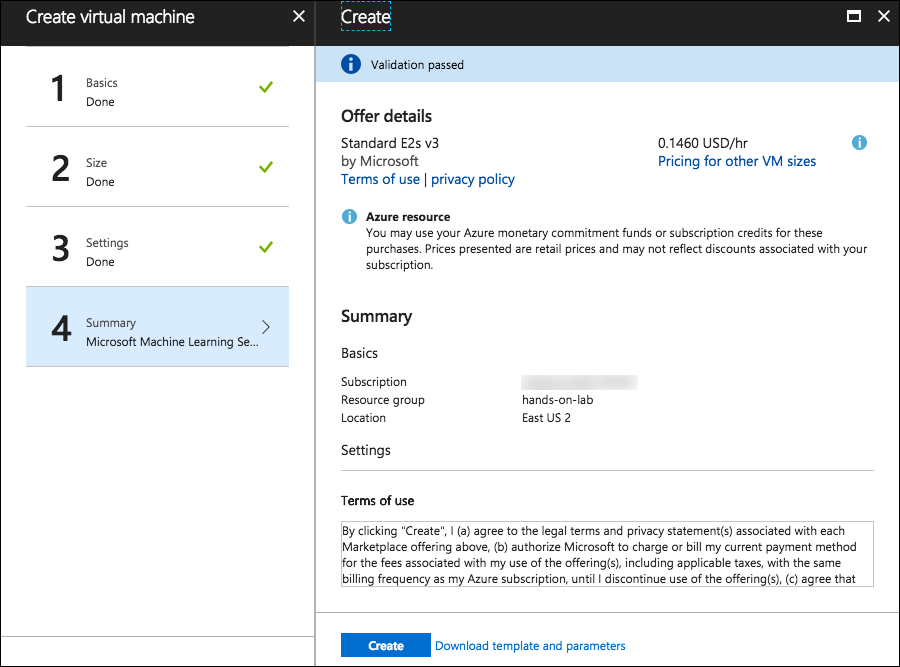 Create virtual machine
1
Basics
Done
2
Size
Done
3
Settings
Done
4
Summary
Microsoft Machine Learning Se...
Create
Validation passed
Offer details
Standard E2s v3
by Microsoft
Terms of use | privacy policy
0.1460 USD/hr
Pricing for other VM sizes
Azure resource
You may use your Azure monetary commitment funds or subscription credits for these
purchases. Prices presented are retail prices and may not reflect discounts associated with your
subscription.
Summary
Basics
Subscription
Resource group hands-on-lab
Location East US 2
Settings
Terms of use
By clicking "Create", I (a) agree to the legal terms and privacy statement(s) associated with each
Marketplace offering above, (b) authorize Microsoft to charge or bill my current payment method
for the fees associated with my use of the offering(s), including applicable taxes, with the same
billing frequency as my Azure subscription, until I discontinue use of the offering(s), (c) agree that
Create Download template and parameters